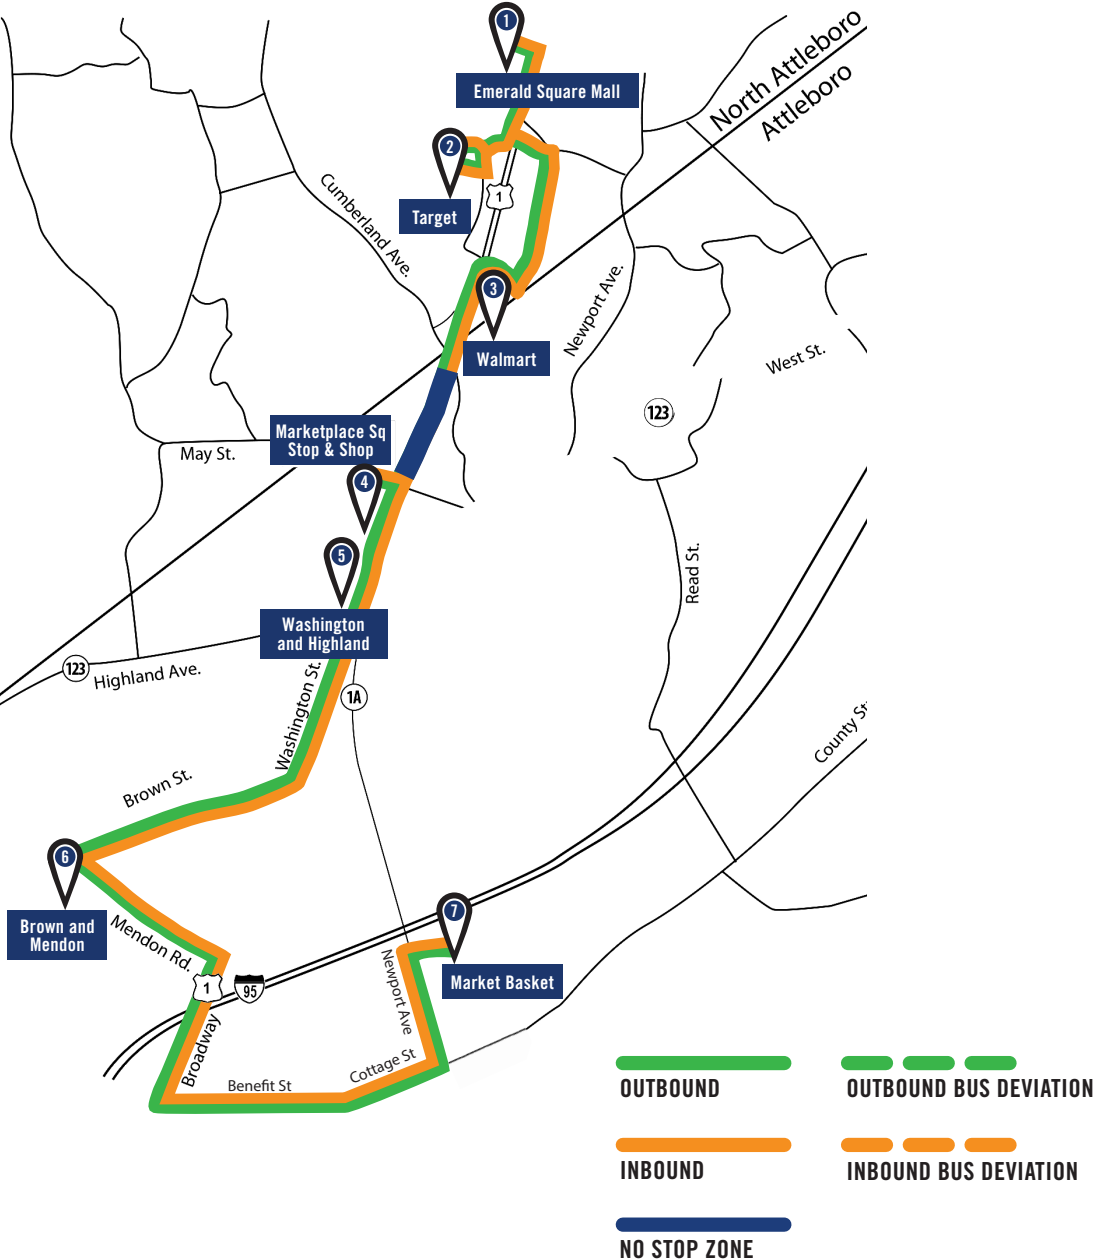 1
Emerald Square Mall
North Attleboro
Attleboro
2
Target
1
Cumberland Ave.
3
Walmart
Newport Ave.
West St.
123
Marketplace Sq
Stop & Shop
May St.
4
5
Washington
and Highland
Read St.
123
Highland Ave.
Washington St.
1A
County St.
Brown St.
6
Brown and
Mendon
Mendon Rd.
7
Market Basket
1
95
Newport Ave
Broadway
Benefit St
Cottage St
OUTBOUND
OUTBOUND BUS DEVIATION
INBOUND
INBOUND BUS DEVIATION
NO STOP ZONE